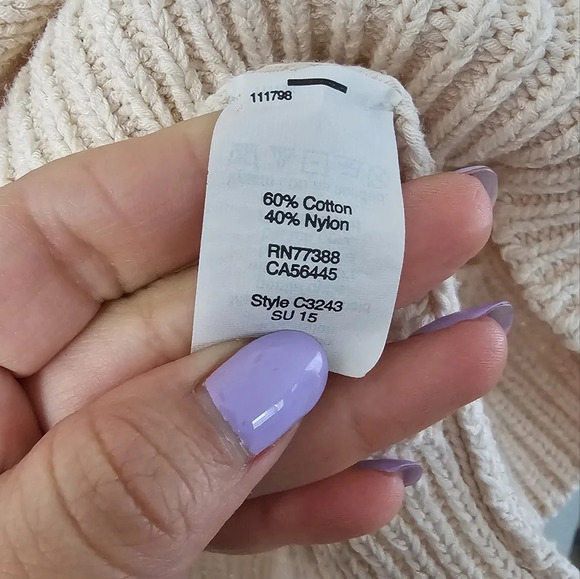 111798
60% Cotton
40% Nylon
RN77388
CA56445
Style C3243
SU 15